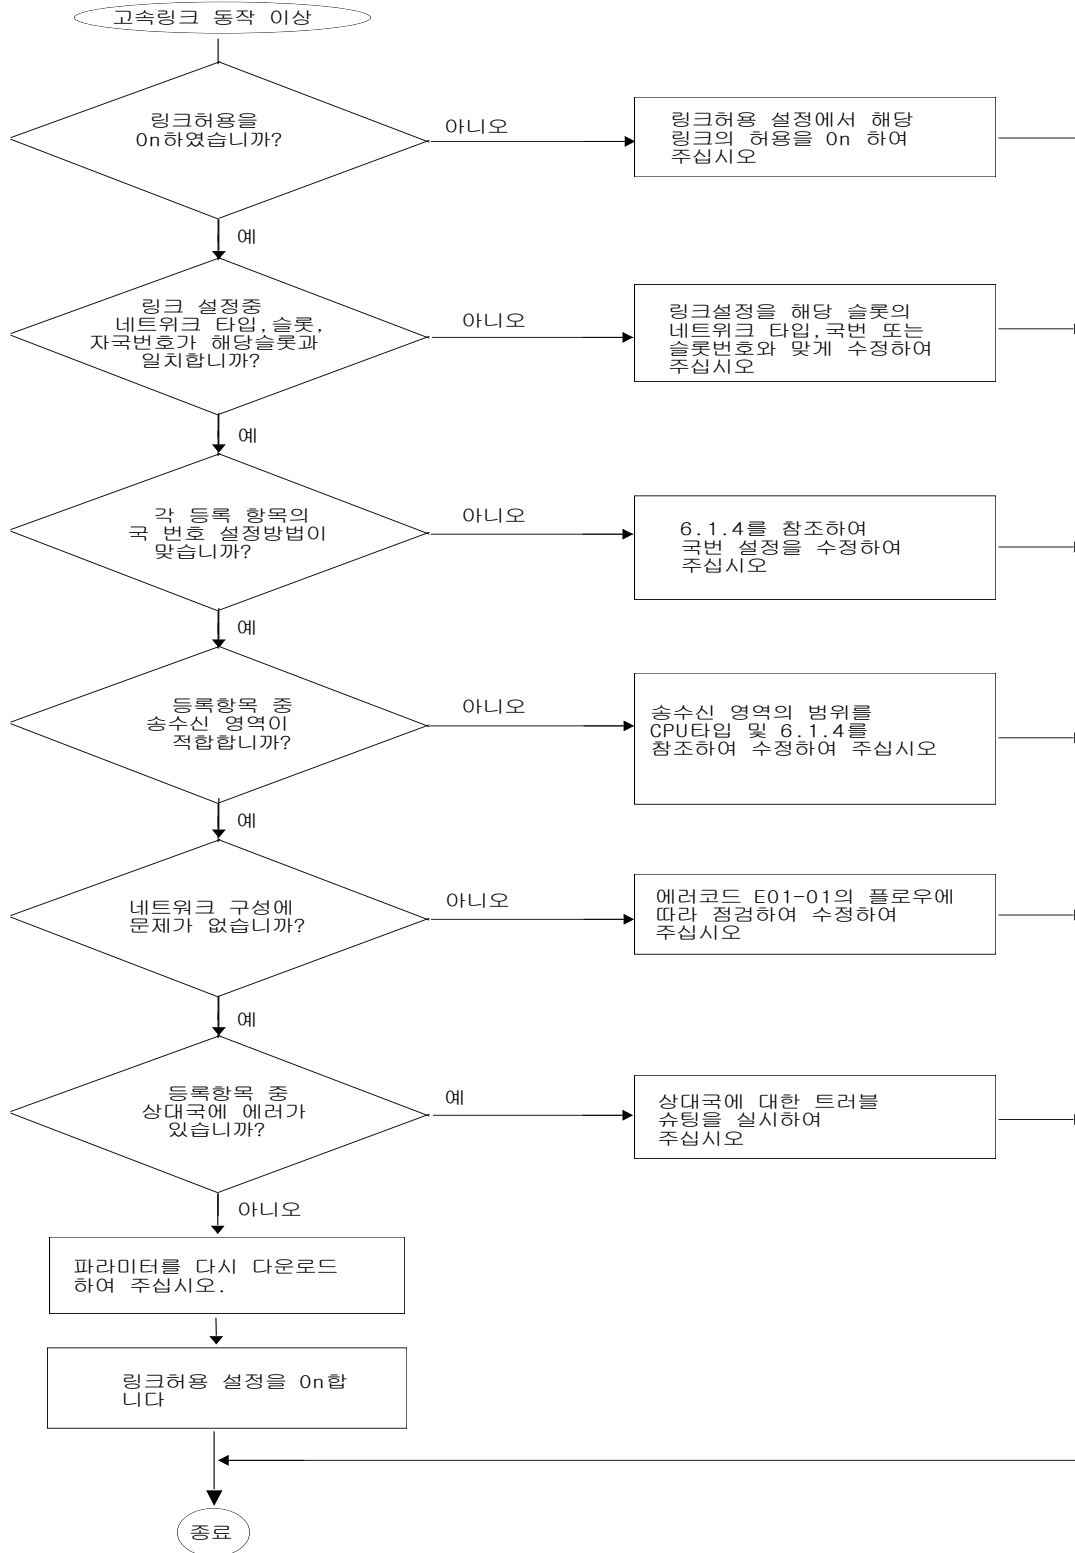 고속링크 동작 이상
링크허용을
On하였습니까?
아니오
링크허용 설정에서 해당
링크의 허용을 On 하여
주십시오
예
링크 설정중
네트워크 타입,슬롯,
자국번호가 해당슬롯과
일치합니까?
아니오
링크설정을 해당 슬롯의
네트워크 타입,국번 또는
슬롯번호와 맞게 수정하여
주십시오
예
각 등록 항목의
국 번호 설정방법이
맞습니까?
아니오
6.1.4를 참조하여
국번 설정을 수정하여
주십시오
예
등록항목 중
송수신 영역이
적합합니까?
아니오
송수신 영역의 범위를
CPU타입 및 6.1.4를
참조하여 수정하여 주십시오
예
네트워크 구성에
문제가 없습니까?
아니오
에러코드 E01-01의 플로우에
따라 점검하여 수정하여
주십시오
예
등록항목 중
상대국에 에러가
있습니까?
예
상대국에 대한 트러블
슈팅을 실시하여
주십시오
아니오
파라미터를 다시 다운로드
하여 주십시오.
링크허용 설정을 On합
니다
종료